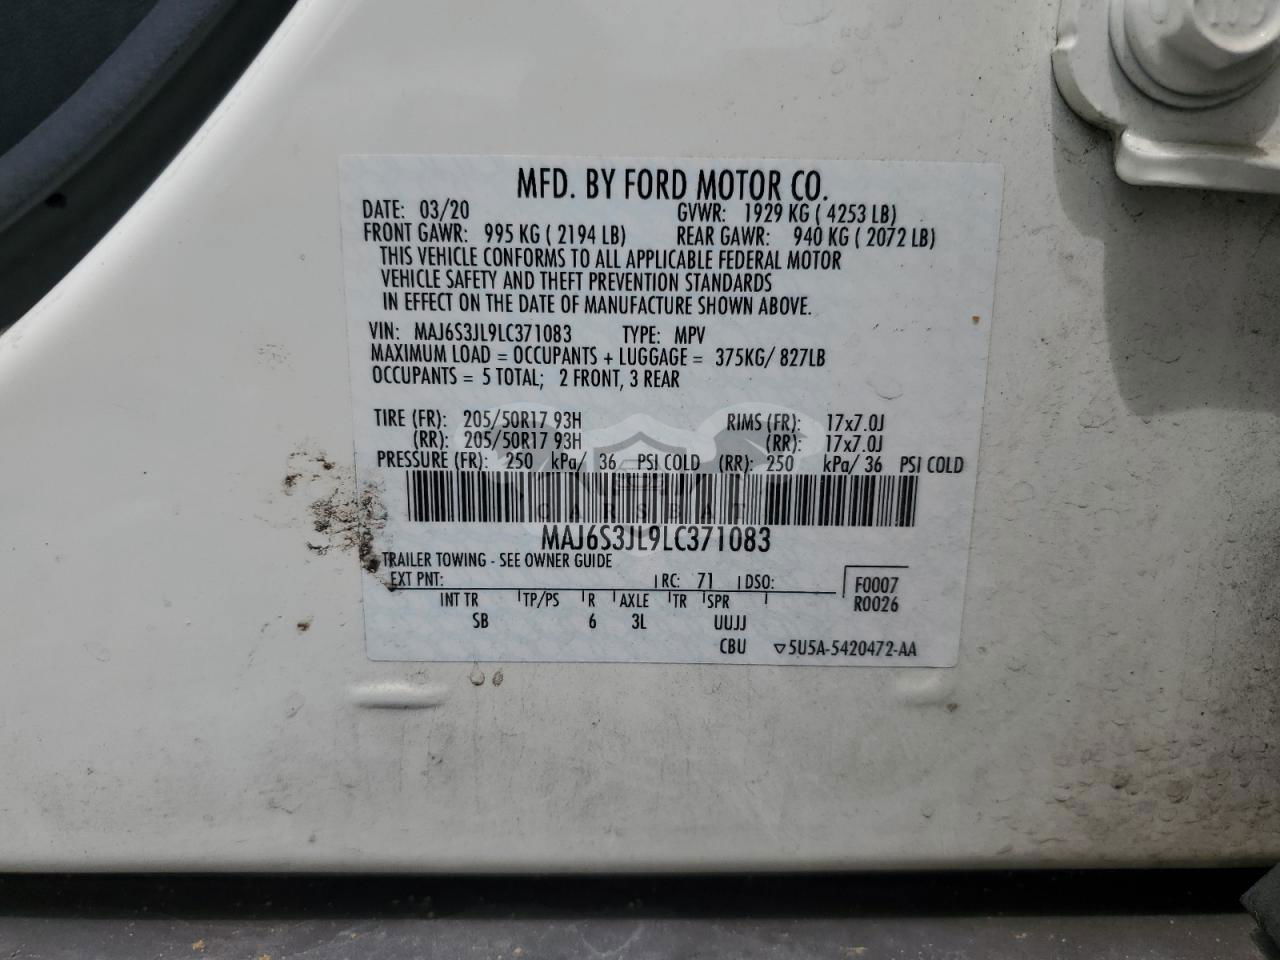 MFD. BY FORD MOTOR CO.
DATE: 03/20 GVWR: 1929 KG ( 4253 LB)
FRONT GAWR: 995 KG ( 2194 LB) REAR GAWR: 940 KG ( 2072 LB)
THIS VEHICLE CONFORMS TO ALL APPLICABLE FEDERAL MOTOR
VEHICLE SAFETY AND THEFT PREVENTION STANDARDS
IN EFFECT ON THE DATE OF MANUFACTURE SHOWN ABOVE.
VIN: MAJ6S3JL9LC371083 TYPE: MPV
MAXIMUM LOAD = OCCUPANTS + LUGGAGE = 375KG/ 827LB
OCCUPANTS = 5 TOTAL; 2 FRONT, 3 REAR
TIRE (FR): 205/50R17 93H RIMS (FR): 17x7.0J
(RR): 205/50R17 93H (RR): 17x7.0J
PRESSURE (FR): 250 kPa/ 36 PSI COLD (RR): 250 kPa/ 36 PSI COLD
CARSBAT
MAJ6S3JL9LC371083
TRAILER TOWING - SEE OWNER GUIDE
EXT PNT: RC: 71 DSO: F0007
INT TR TP/PS R AXLE TR SPR R0026
SB 6 3L UUJJ
CBU ▽5U5A-5420472-AA